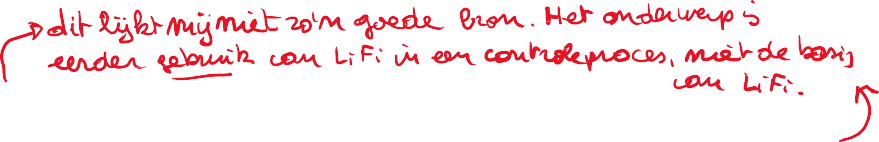 dit lijkt mij niet zo'n goede bron. Het onderwerp is
eerder gebruik van LiFi in een controleproces, niet de basis
van LiFi.